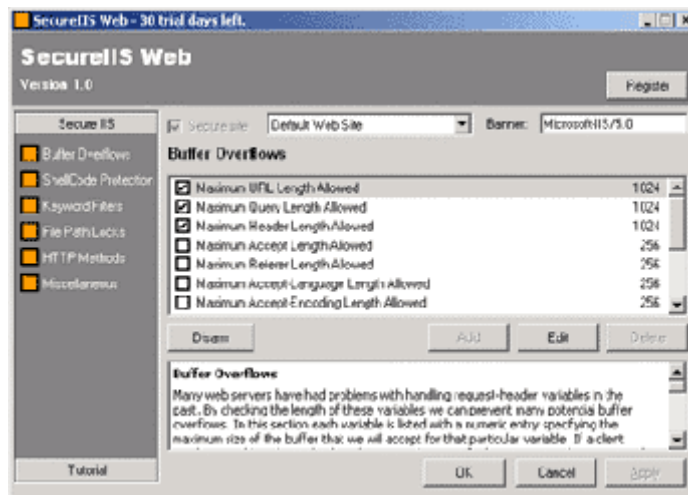 SecureIIS Web - 30 trial days left.
SecureIIS Web
Version 1.0
Register
Secure IIS
Buffer Overflows
ShellCode Protection
Keyword Filters
File Path Locks
HTTP Methods
Miscellaneous
Tutorial
Secure site
Default Web Site
Banner:
Microsoft-IIS/5.0
Buffer Overflows
Maximum URL Length Allowed 1024
Maximum Query Length Allowed 1024
Maximum Header Length Allowed 1024
Maximum Accept Length Allowed 256
Maximum Referer Length Allowed 256
Maximum Accept-Language Length Allowed 256
Maximum Accept-Encoding Length Allowed 256
Disarm Add Edit Delete
Buffer Overflows
Many web servers have had problems with handling request-header variables in the
past. By checking the length of these variables we can prevent many potential buffer
overflows. In this section each variable is listed with a numeric entry specifying the
maximum size of the buffer that we will accept for that particular variable. If a client
OK Cancel Apply